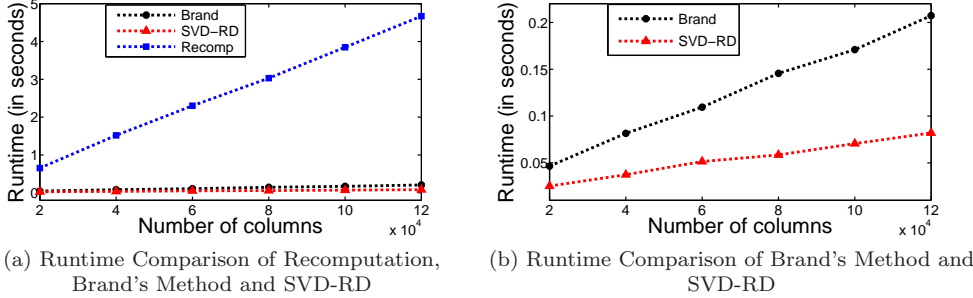 Brand
SVD-RD
Recomp
5
4
3
2
1
0
Runtime (in seconds)
2 4 6 8 10 12
Number of columns
x 10^4
(a) Runtime Comparison of Recomputation,
Brand's Method and SVD-RD
Brand
SVD-RD
0.2
0.15
0.1
0.05
Runtime (in seconds)
2 4 6 8 10 12
Number of columns
x 10^4
(b) Runtime Comparison of Brand's Method and
SVD-RD